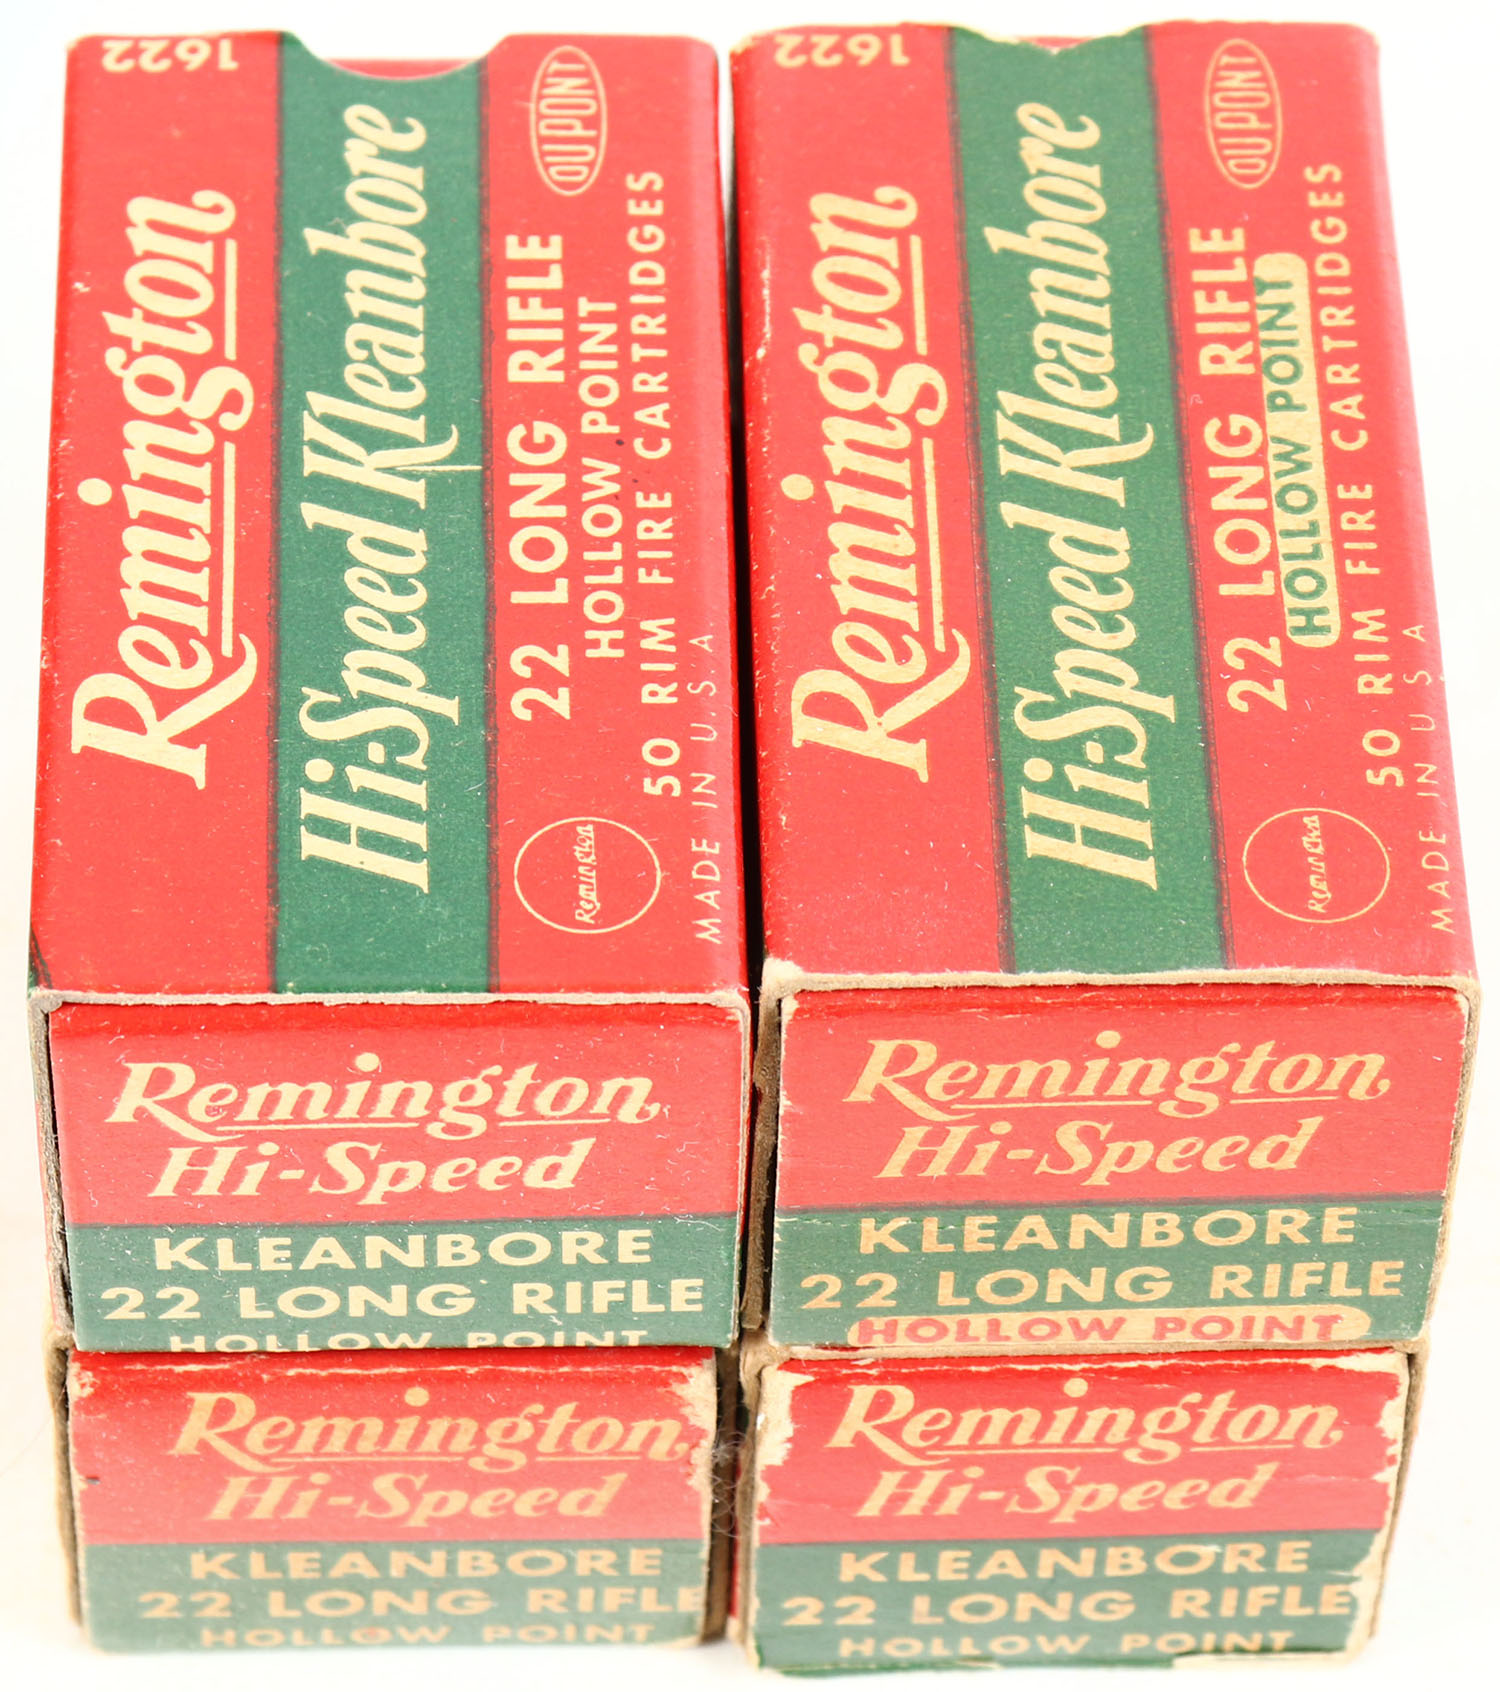 1622
Remington
Hi-Speed Kleanbore
DU PONT
22 LONG RIFLE
HOLLOW POINT
50 RIM FIRE CARTRIDGES
MADE IN U.S.A
Remington
1622
Remington
Hi-Speed Kleanbore
DU PONT
22 LONG RIFLE
HOLLOW POINT
50 RIM FIRE CARTRIDGES
MADE IN U S A
Remington
Remington
Hi-Speed
KLEANBORE
22 LONG RIFLE
HOLLOW POINT
Remington
Hi-Speed
KLEANBORE
22 LONG RIFLE
HOLLOW POINT
Remington
Hi-Speed
KLEANBORE
22 LONG RIFLE
HOLLOW POINT
Remington
Hi-Speed
KLEANBORE
22 LONG RIFLE
HOLLOW POINT